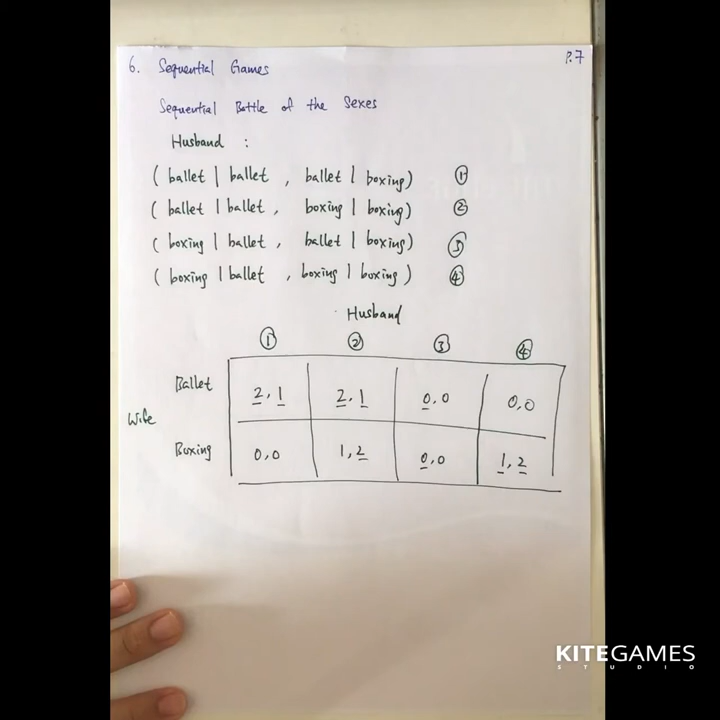 6. Sequential Games P.7
Sequential Battle of the Sexes
Husband :
( ballet | ballet , ballet | boxing) ①
( ballet | ballet , boxing | boxing) ②
( boxing | ballet , ballet | boxing) ③
( boxing | ballet , boxing | boxing ) ④
Husband
① ② ③ ④
Ballet 2,1 2,1 0,0 0,0
Wife
Boxing 0,0 1,2 0,0 1,2
KITEGAMES
STUDIO